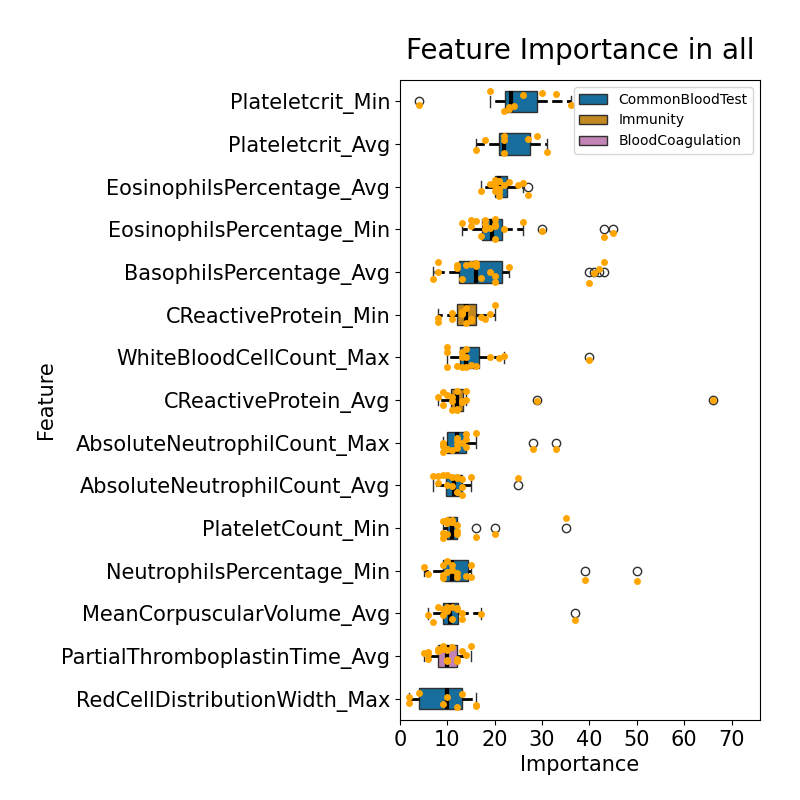 Feature Importance in all
CommonBloodTest
Immunity
BloodCoagulation
Plateletcrit_Min
Plateletcrit_Avg
EosinophilsPercentage_Avg
EosinophilsPercentage_Min
BasophilsPercentage_Avg
CReactiveProtein_Min
WhiteBloodCellCount_Max
CReactiveProtein_Avg
AbsoluteNeutrophilCount_Max
AbsoluteNeutrophilCount_Avg
PlateletCount_Min
NeutrophilsPercentage_Min
MeanCorpuscularVolume_Avg
PartialThromboplastinTime_Avg
RedCellDistributionWidth_Max
Feature
0 10 20 30 40 50 60 70
Importance